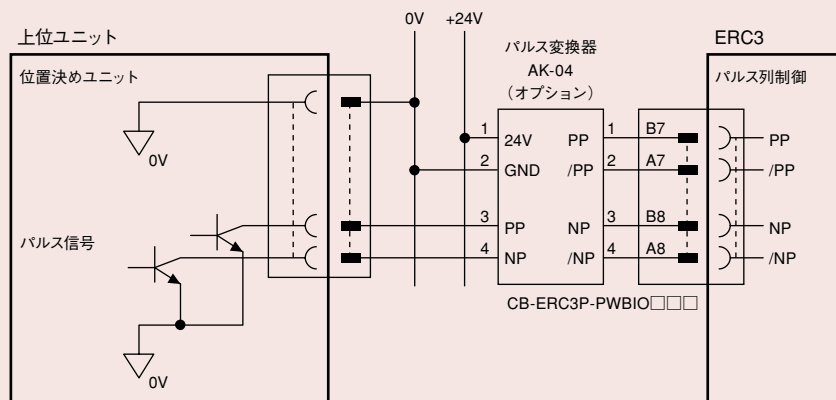 0V +24V
上位ユニット
ERC3
パルス変換器
AK-04
（オプション）
位置決めユニット
パルス列制御
0V
1 24V PP 1 B7 PP
2 GND /PP 2 A7 /PP
パルス信号
3 PP NP 3 B8 NP
4 NP /NP 4 A8 /NP
CB-ERC3P-PWBIO□□□
0V